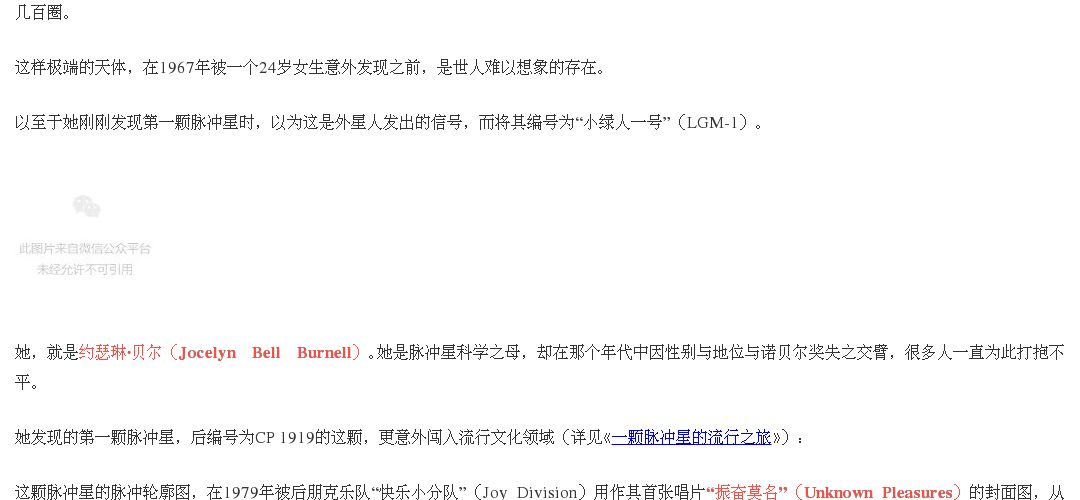 几百圈。
这样极端的天体，在1967年被一个24岁女生意外发现之前，是世人难以想象的存在。
以至于她刚刚发现第一颗脉冲星时，以为这是外星人发出的信号，而将其编号为“小绿人一号”（LGM-1）。
此图片来自微信公众平台
未经允许不可引用
她，就是约瑟琳·贝尔（Jocelyn Bell Burnell）。她是脉冲星科学之母，却在那个年代中因性别与地位与诺贝尔奖失之交臂，很多人一直为此打抱不
平。
她发现的第一颗脉冲星，后编号为CP 1919的这颗，更意外闯入流行文化领域（详见《一颗脉冲星的流行之旅》）：
这颗脉冲星的脉冲轮廓图，在1979年被后朋克乐队“快乐小分队”（Joy Division）用作其首张唱片“振奋莫名”（Unknown Pleasures）的封面图，从